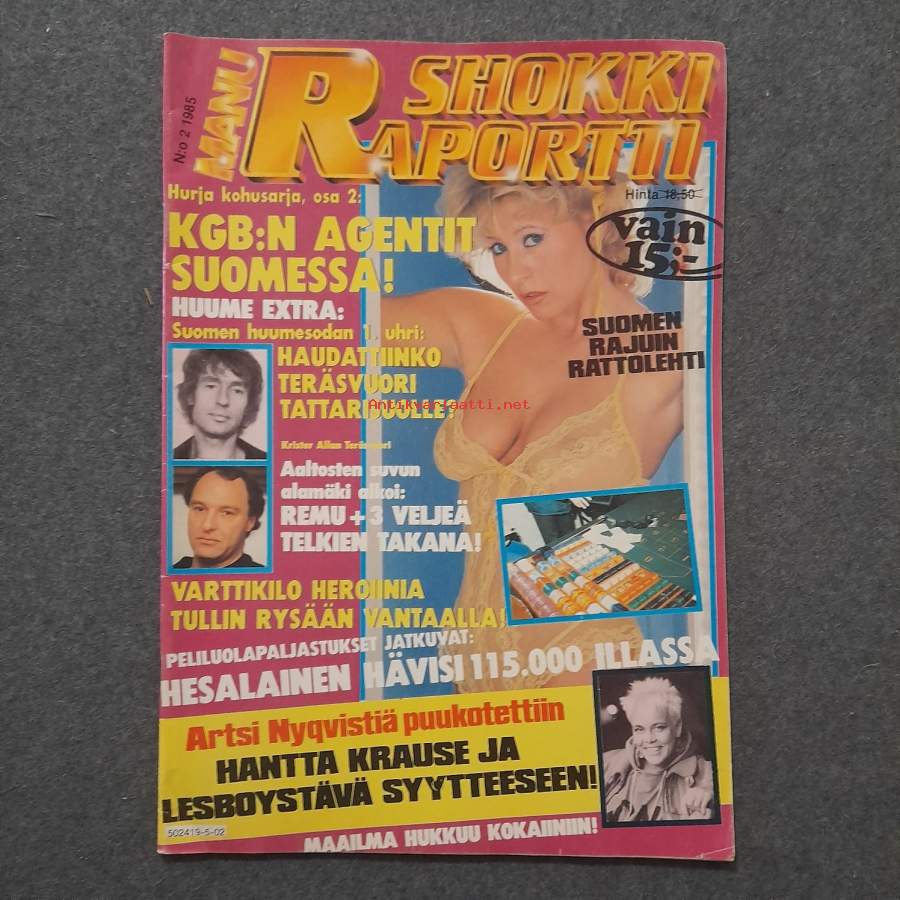 MANU
SHOKKI
RAPORTTI
N:o 2 1985
Hinta 18,50
vain
15,-
Hurja kohusarja, osa 2:
KGB:N AGENTIT
SUOMESSA!
SUOMEN
RAJUIN
RATTOLEHTI
HUUME EXTRA:
Suomen huumesodan 1. uhri:
HAUDATTIINKO
TERÄSVUORI
TATTARISUOLLE?
Antikvariaatti.net
Krister Allan Teräsvuori
Aaltosten suvun
alamäki alkoi:
REMU + 3 VELJEÄ
TELKIEN TAKANA!
VARTTIKILO HEROIINIA
TULLIN RYSÄÄN VANTAALLA!
PELILUOLAPALJASTUKSET JATKUVAT:
HESALAINEN HÄVISI 115.000 ILLASSA
Artsi Nyqvistiä puukotettiin
HANTTA KRAUSE JA
LESBOYSTÄVÄ SYYTTEESEEN!
502419-5-02
MAAILMA HUKKUU KOKAIINIIN!